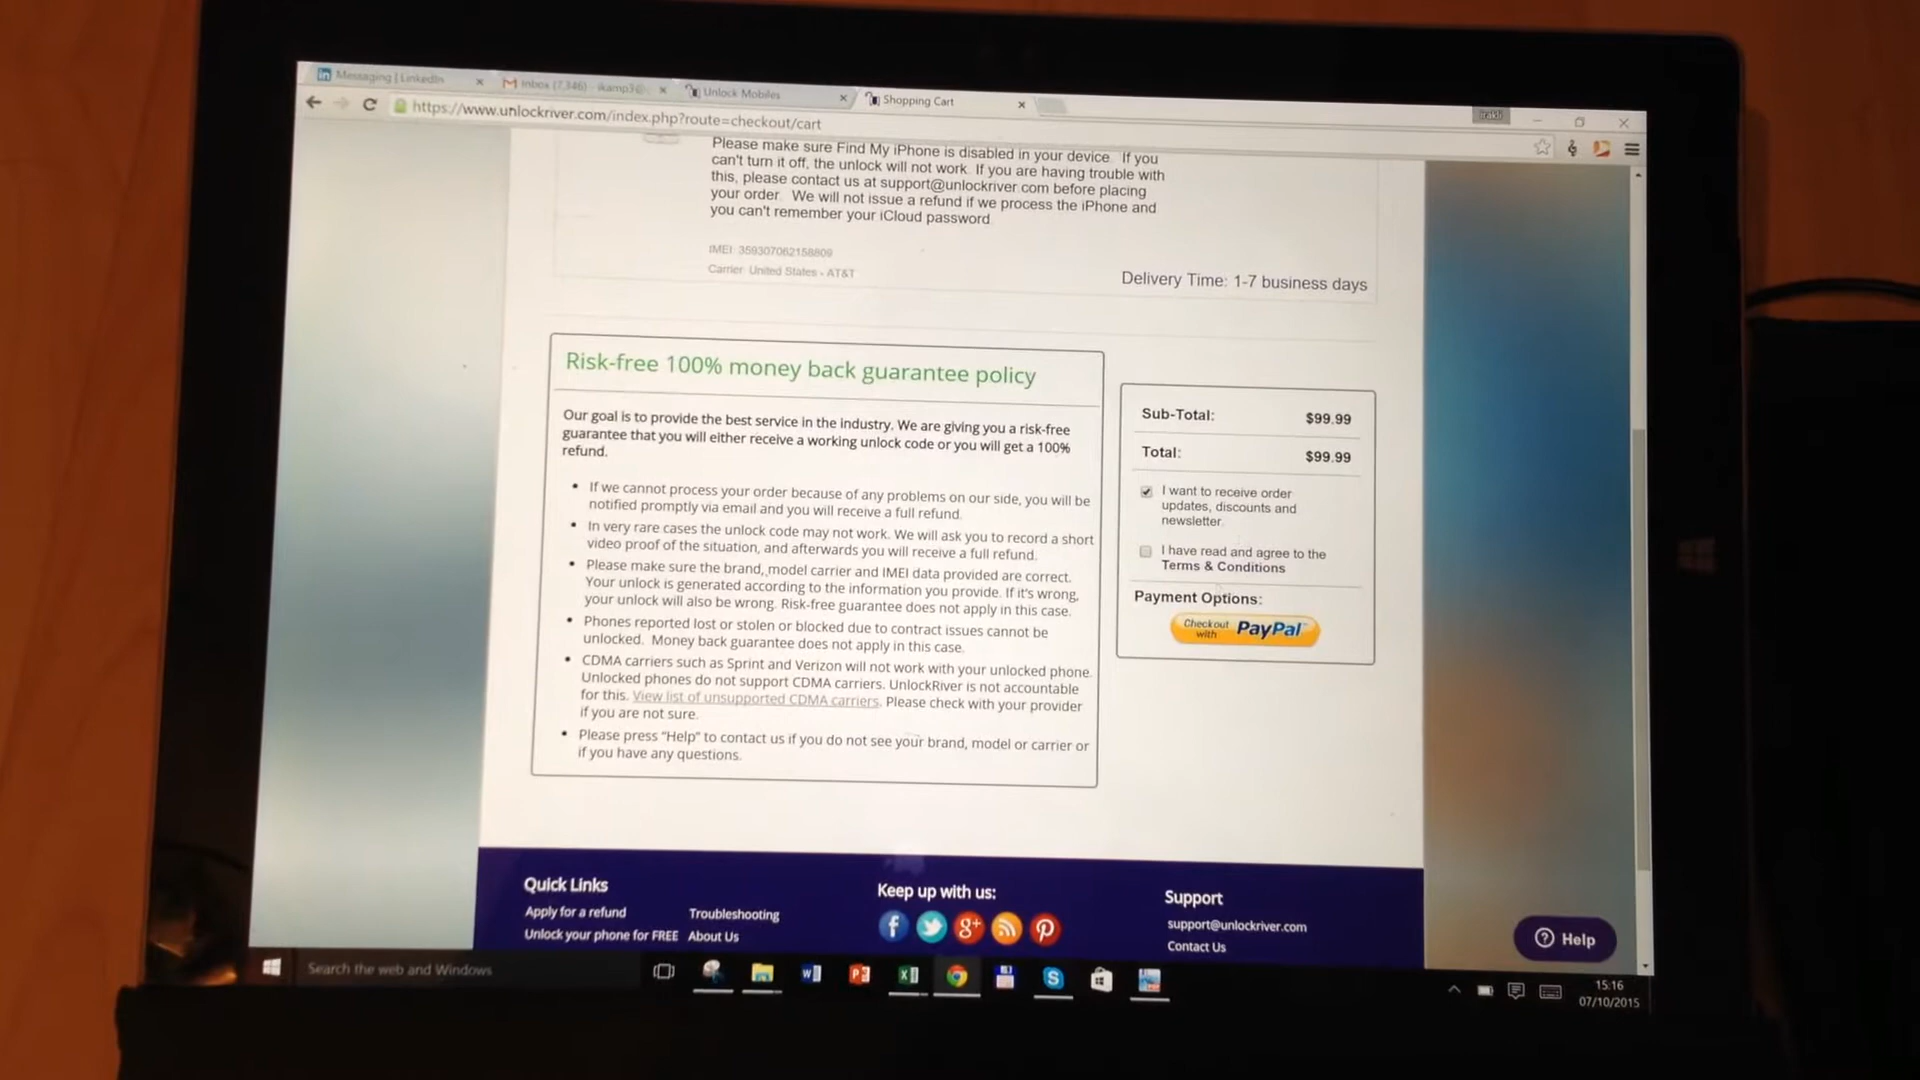 Messaging | LinkedIn
Inbox (7,346) - ikamp3@
Unlock Mobiles
Shopping Cart
https://www.unlockriver.com/index.php?route=checkout/cart
Please make sure Find My iPhone is disabled in your device. If you
can't turn it off, the unlock will not work. If you are having trouble with
this, please contact us at support@unlockriver.com before placing
your order. We will not issue a refund if we process the iPhone and
you can't remember your iCloud password.
IMEI: 359307062158809
Carrier: United States - AT&T
Delivery Time: 1-7 business days
Risk-free 100% money back guarantee policy
Our goal is to provide the best service in the industry. We are giving you a risk-free
guarantee that you will either receive a working unlock code or you will get a 100%
refund.
If we cannot process your order because of any problems on our side, you will be
notified promptly via email and you will receive a full refund.
In very rare cases the unlock code may not work. We will ask you to record a short
video proof of the situation, and afterwards you will receive a full refund.
Please make sure the brand, model carrier and IMEI data provided are correct.
Your unlock is generated according to the information you provide. If it's wrong,
your unlock will also be wrong. Risk-free guarantee does not apply in this case.
Phones reported lost or stolen or blocked due to contract issues cannot be
unlocked. Money back guarantee does not apply in this case.
CDMA carriers such as Sprint and Verizon will not work with your unlocked phone.
Unlocked phones do not support CDMA carriers. UnlockRiver is not accountable
for this. View list of unsupported CDMA carriers. Please check with your provider
if you are not sure.
Please press "Help" to contact us if you do not see your brand, model or carrier or
if you have any questions.
Sub-Total: $99.99
Total: $99.99
I want to receive order
updates, discounts and
newsletter.
I have read and agree to the
Terms & Conditions
Payment Options:
Checkout with PayPal
Quick Links
Apply for a refund
Troubleshooting
Unlock your phone for FREE
About Us
Keep up with us:
Support
support@unlockriver.com
Contact Us
Help
Search the web and Windows
15:16
07/10/2015